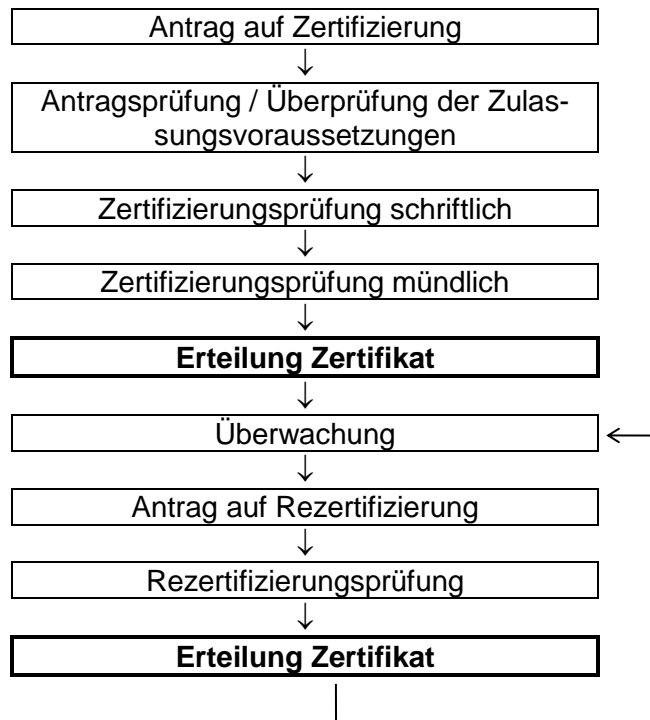 Antrag auf Zertifizierung
↓
Antragsprüfung / Überprüfung der Zulas-
sungsvoraussetzungen
↓
Zertifizierungsprüfung schriftlich
↓
Zertifizierungsprüfung mündlich
↓
Erteilung Zertifikat
↓
Überwachung
↓
Antrag auf Rezertifizierung
↓
Rezertifizierungsprüfung
↓
Erteilung Zertifikat